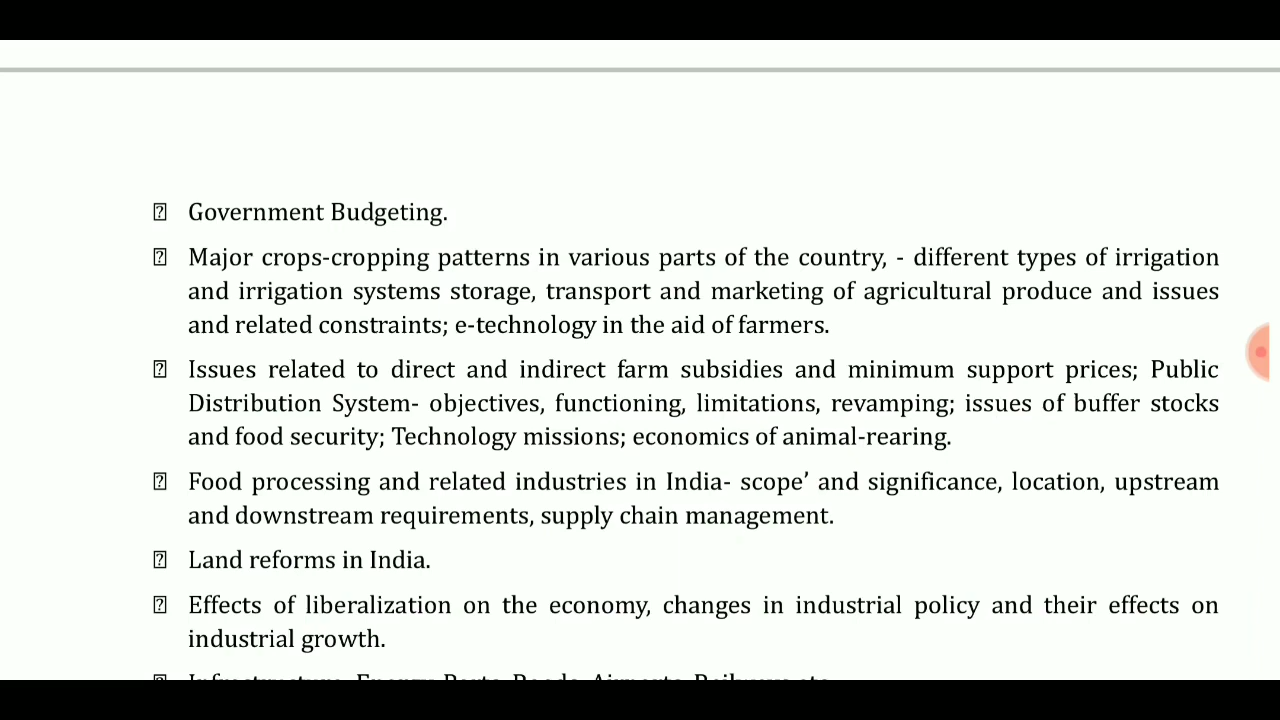 Government Budgeting.
Major crops-cropping patterns in various parts of the country, - different types of irrigation
and irrigation systems storage, transport and marketing of agricultural produce and issues
and related constraints; e-technology in the aid of farmers.
Issues related to direct and indirect farm subsidies and minimum support prices; Public
Distribution System- objectives, functioning, limitations, revamping; issues of buffer stocks
and food security; Technology missions; economics of animal-rearing.
Food processing and related industries in India- scope’ and significance, location, upstream
and downstream requirements, supply chain management.
Land reforms in India.
Effects of liberalization on the economy, changes in industrial policy and their effects on
industrial growth.